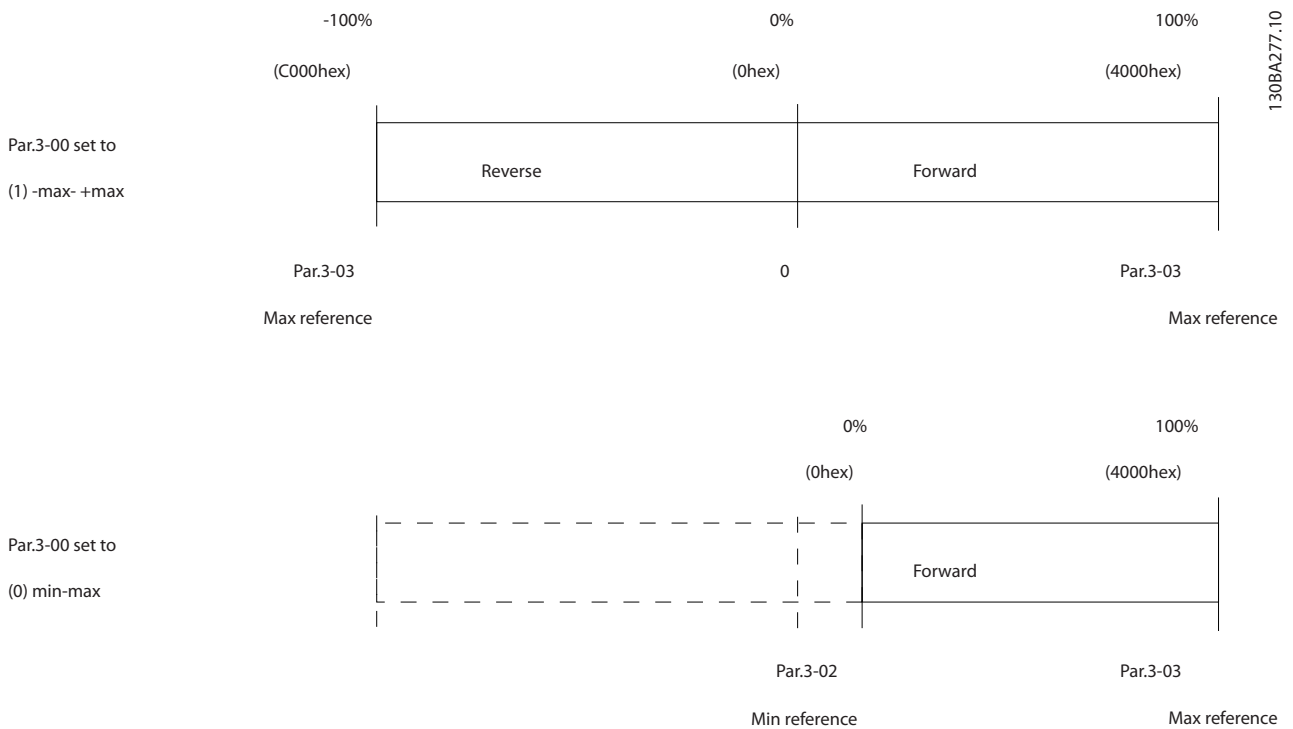 -100% 0% 100%
(C000hex) (0hex) (4000hex)
130BA277.10
Par.3-00 set to
(1) -max- +max
Reverse Forward
Par.3-03 0 Par.3-03
Max reference Max reference
0% 100%
(0hex) (4000hex)
Par.3-00 set to
(0) min-max
Forward
Par.3-02 Par.3-03
Min reference Max reference